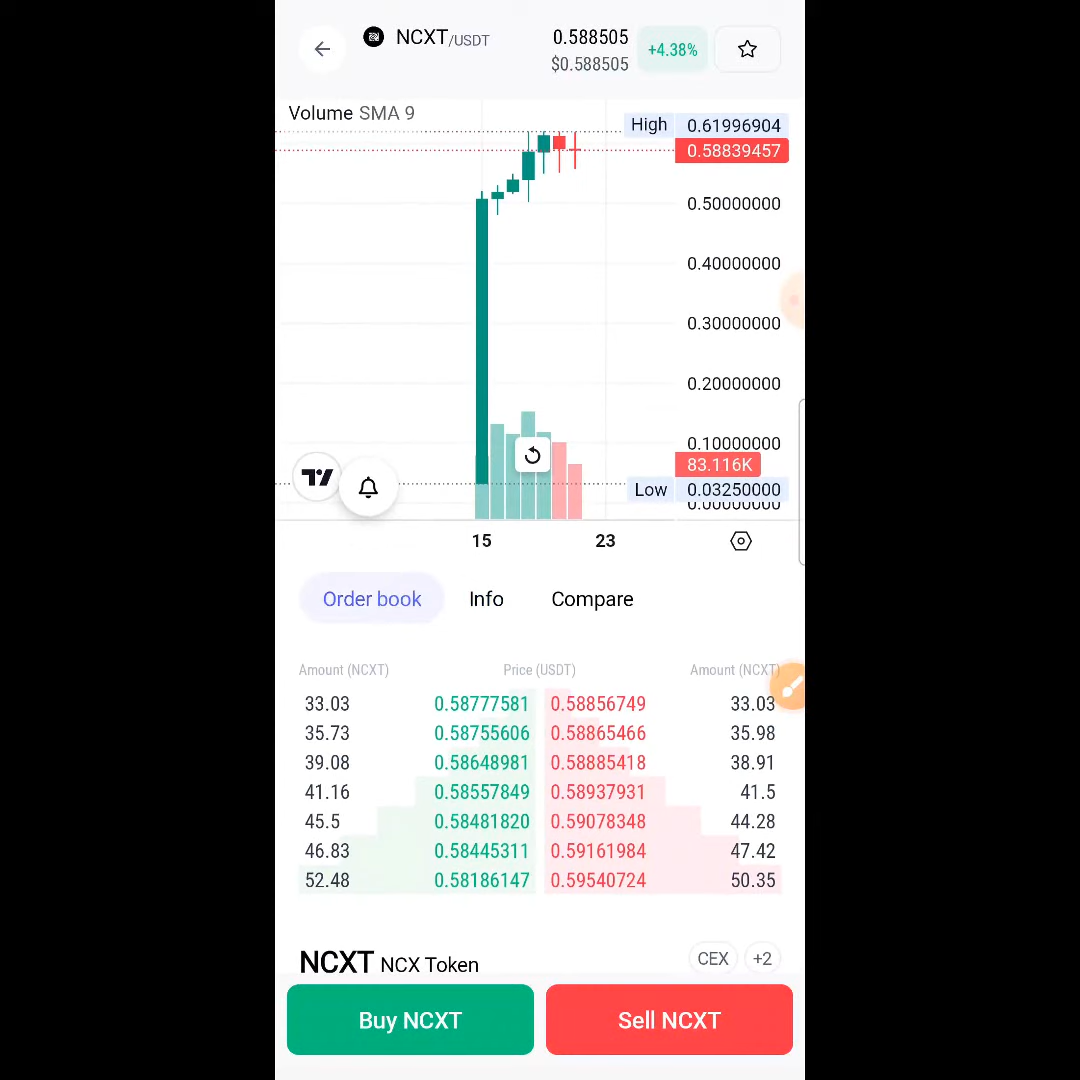 NCXT/USDT 0.588505 +4.38%
$0.588505
Volume SMA 9
High 0.61996904
0.58839457
0.50000000
0.40000000
0.30000000
0.20000000
0.10000000
83.116K
Low 0.03250000
0.00000000
15 23
Order book Info Compare
Amount (NCXT) Price (USDT) Amount (NCXT)
33.03 0.58777581 0.58856749 33.03
35.73 0.58755606 0.58865466 35.98
39.08 0.58648981 0.58885418 38.91
41.16 0.58557849 0.58937931 41.5
45.5 0.58481820 0.59078348 44.28
46.83 0.58445311 0.59161984 47.42
52.48 0.58186147 0.59540724 50.35
NCXT NCX Token CEX +2
Buy NCXT Sell NCXT